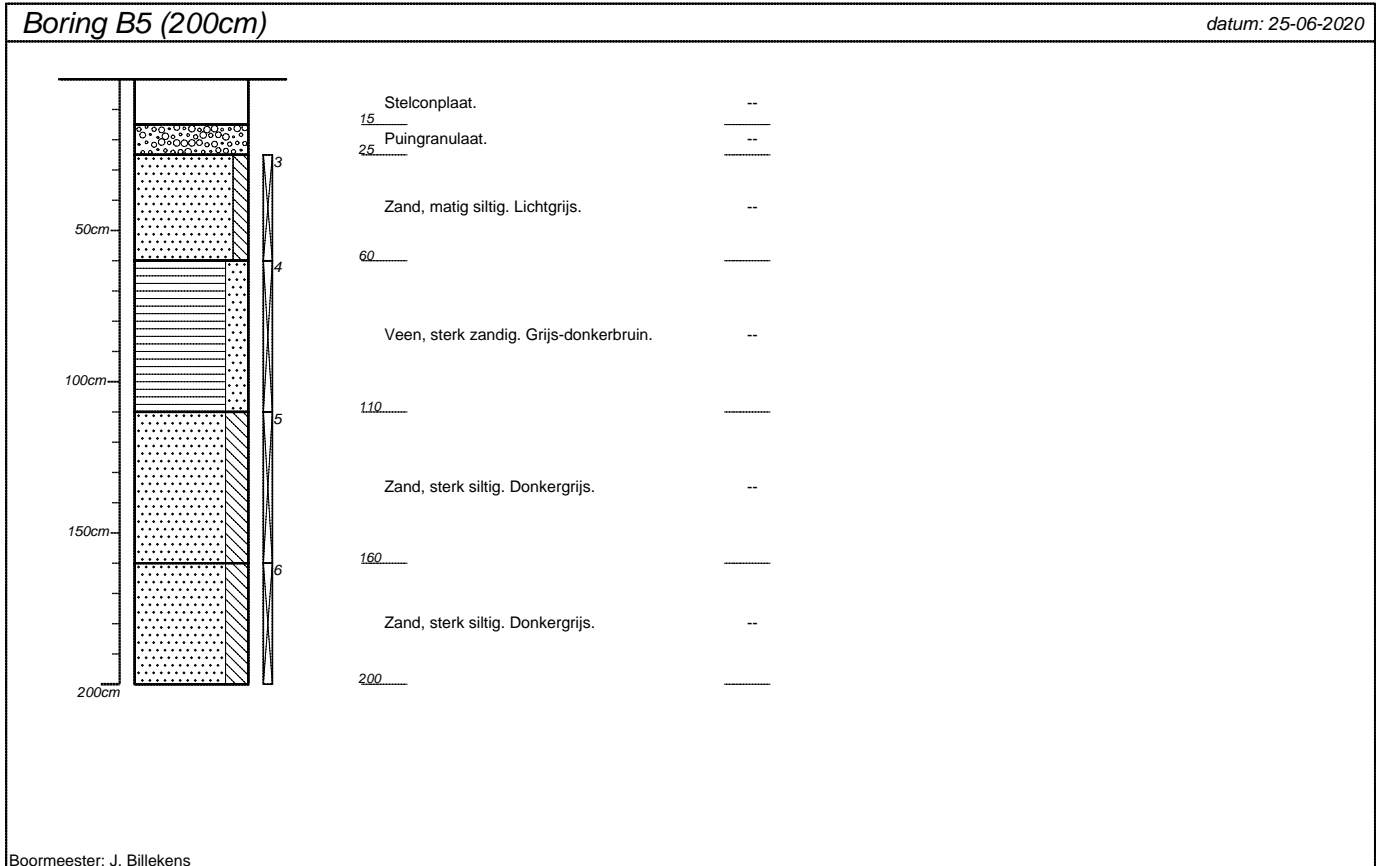 Boring B5 (200cm)
datum: 25-06-2020
Stelconplaat. --
15
Puingranulaat. --
25
3
Zand, matig siltig. Lichtgrijs. --
50cm
60
4
Veen, sterk zandig. Grijs-donkerbruin. --
100cm
110
5
Zand, sterk siltig. Donkergrijs. --
150cm
160
6
Zand, sterk siltig. Donkergrijs. --
200
200cm
Boormeester: J. Billekens